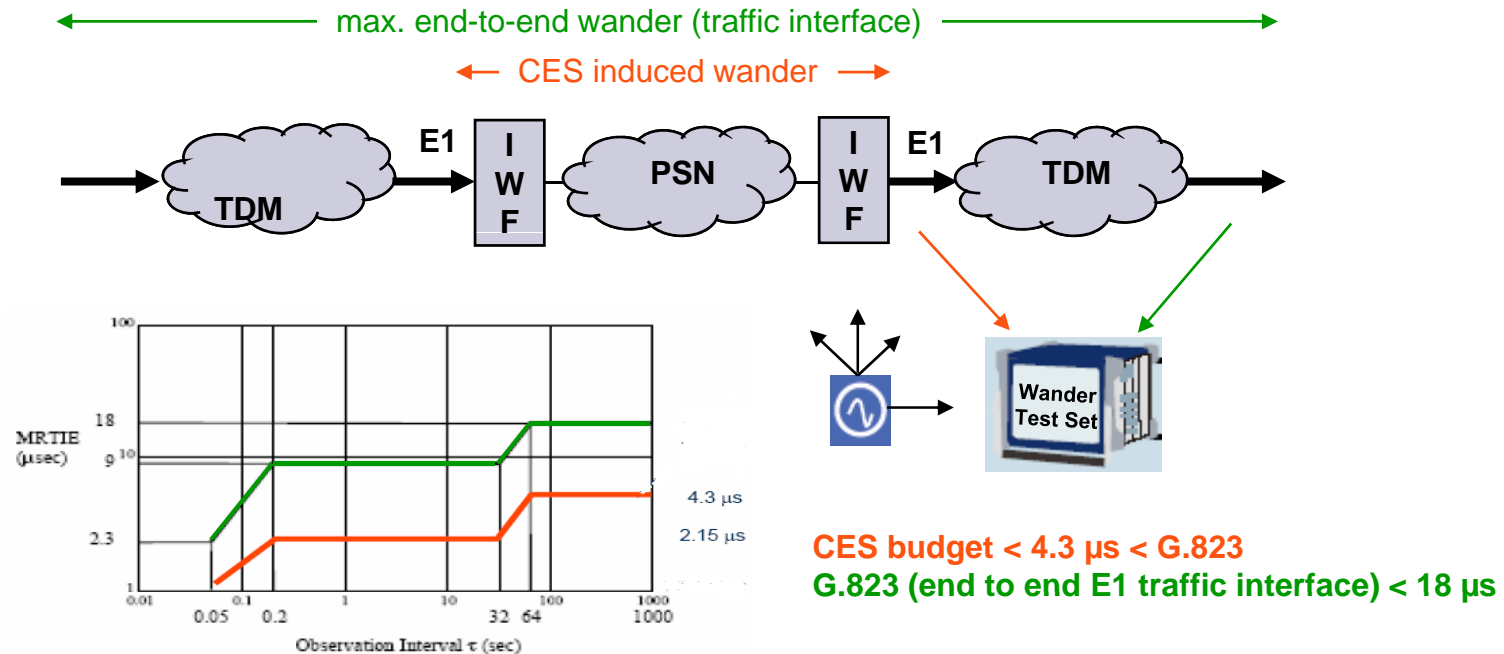 max. end-to-end wander (traffic interface)
CES induced wander
TDM
E1
I
W
F
PSN
I
W
F
E1
TDM
100
18
10
9
2.3
1
MRTIE
(µsec)
0.01
0.1
1
10
100
1000
0.05
0.2
32
64
1000
Observation Interval τ (sec)
4.3 µs
2.15 µs
Wander
Test Set
CES budget < 4.3 µs < G.823
G.823 (end to end E1 traffic interface) < 18 µs